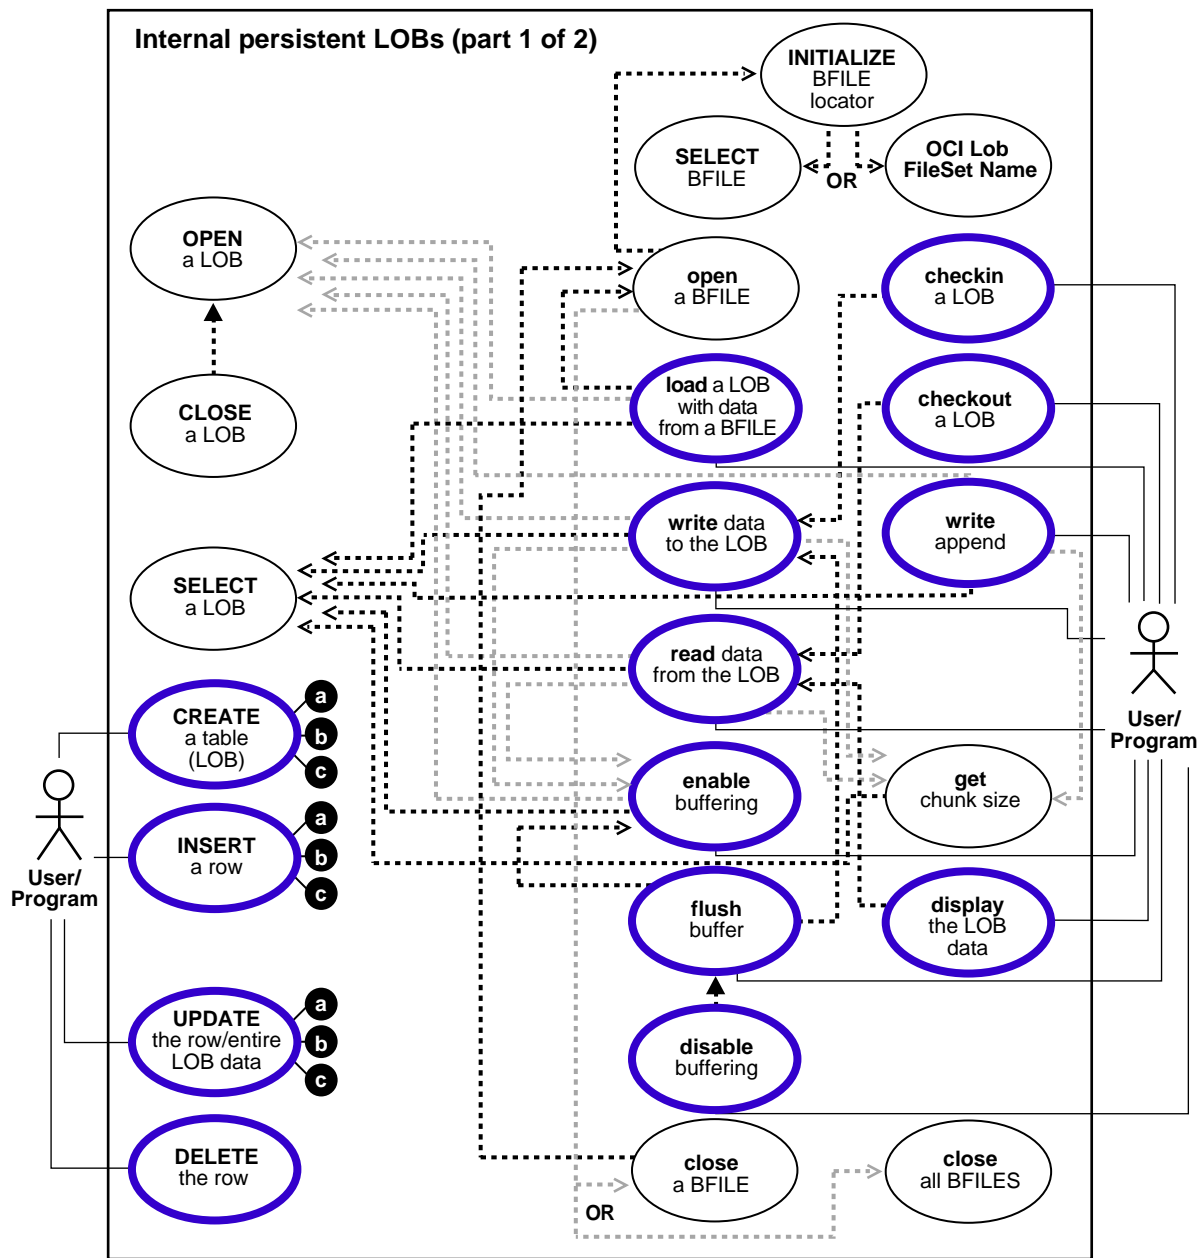 Internal persistent LOBs (part 1 of 2)
INITIALIZE
BFILE
locator
SELECT
BFILE
OR
OCI Lob
FileSet Name
OPEN
a LOB
open
a BFILE
checkin
a LOB
CLOSE
a LOB
load a LOB
with data
from a BFILE
checkout
a LOB
write data
to the LOB
write
append
SELECT
a LOB
read data
from the LOB
User/
Program
CREATE
a table
(LOB)
a
b
c
enable
buffering
get
chunk size
INSERT
a row
a
b
c
User/
Program
flush
buffer
display
the LOB
data
UPDATE
the row/entire
LOB data
a
b
c
disable
buffering
DELETE
the row
close
a BFILE
OR
close
all BFILES